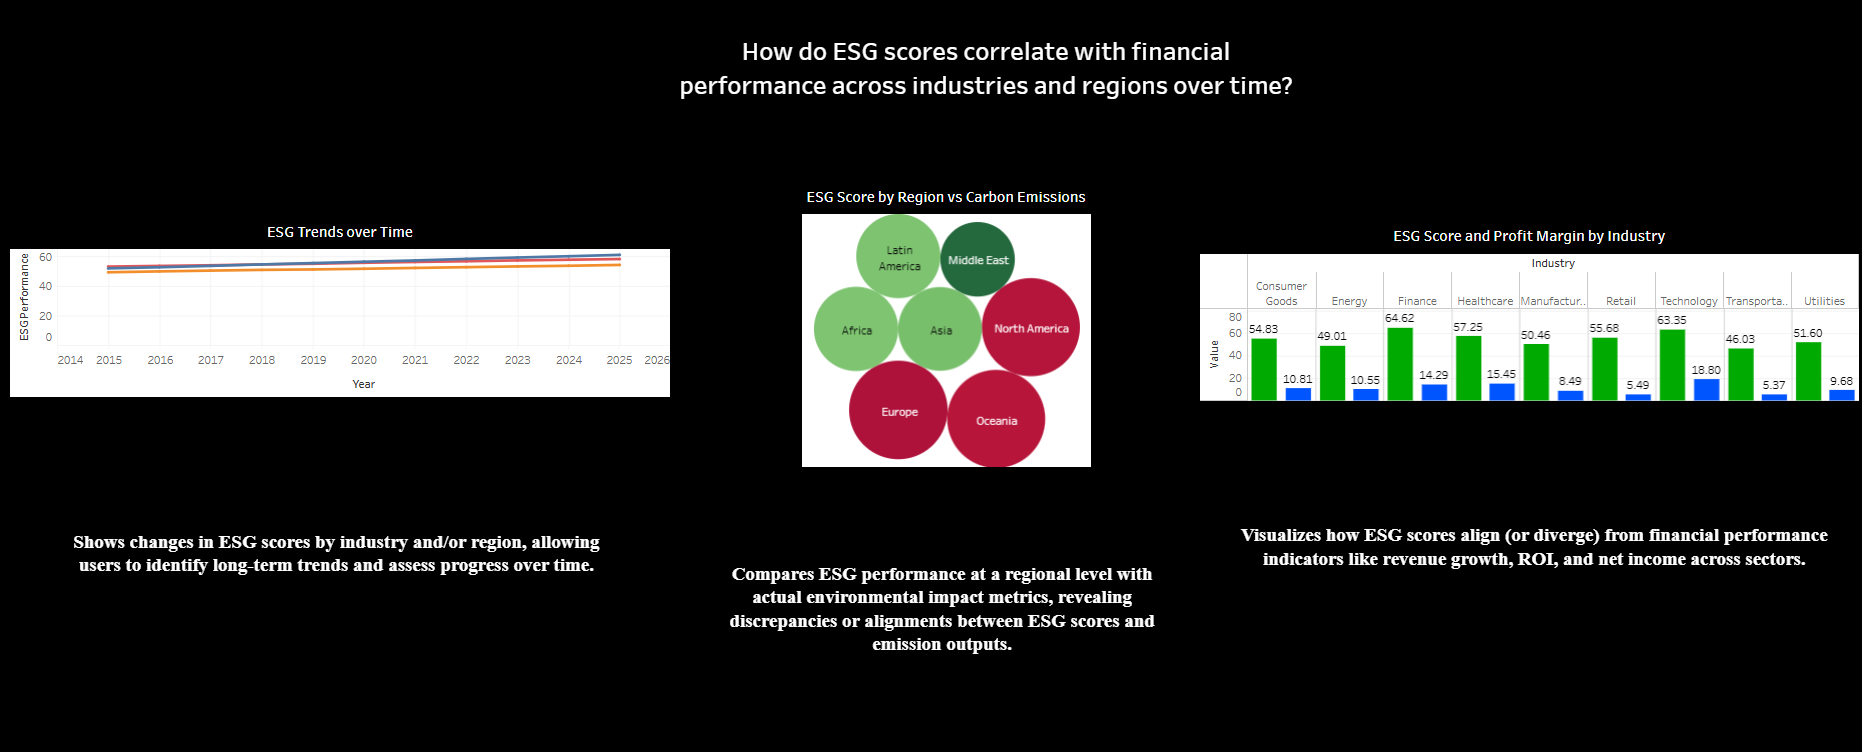 How do ESG scores correlate with financial
performance across industries and regions over time?
ESG Trends over Time
ESG Performance
60
40
20
0
2014 2015 2016 2017 2018 2019 2020 2021 2022 2023 2024 2025 2026
Year
Shows changes in ESG scores by industry and/or region, allowing
users to identify long-term trends and assess progress over time.
ESG Score by Region vs Carbon Emissions
Latin
America
Middle East
Africa
Asia
North America
Europe
Oceania
Compares ESG performance at a regional level with
actual environmental impact metrics, revealing
discrepancies or alignments between ESG scores and
emission outputs.
ESG Score and Profit Margin by Industry
Industry
Consumer
Goods Energy Finance Healthcare Manufactur.. Retail Technology Transporta.. Utilities
Value
80
60
40
20
0
54.83 10.81 49.01 10.55 64.62 14.29 57.25 15.45 50.46 8.49 55.68 5.49 63.35 18.80 46.03 5.37 51.60 9.68
Visualizes how ESG scores align (or diverge) from financial performance
indicators like revenue growth, ROI, and net income across sectors.